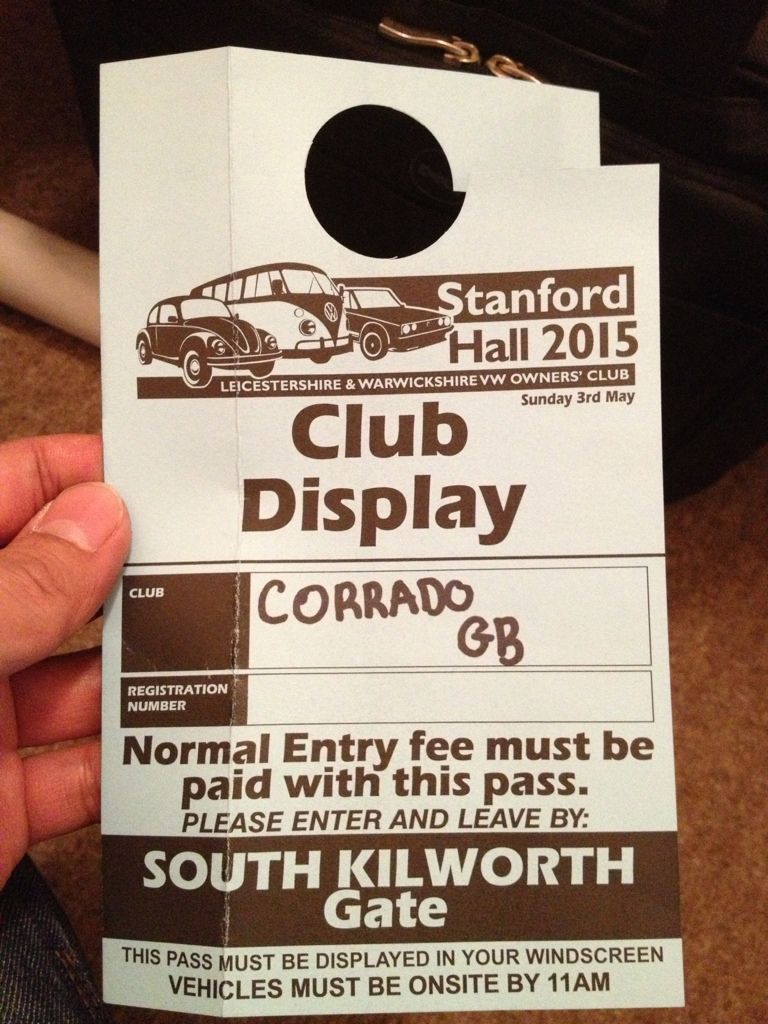 Stanford
Hall 2015
LEICESTERSHIRE & WARWICKSHIRE VW OWNERS' CLUB
Sunday 3rd May
Club
Display
CLUB
CORRADO
GB
REGISTRATION
NUMBER
Normal Entry fee must be
paid with this pass.
PLEASE ENTER AND LEAVE BY:
SOUTH KILWORTH
Gate
THIS PASS MUST BE DISPLAYED IN YOUR WINDSCREEN
VEHICLES MUST BE ONSITE BY 11AM